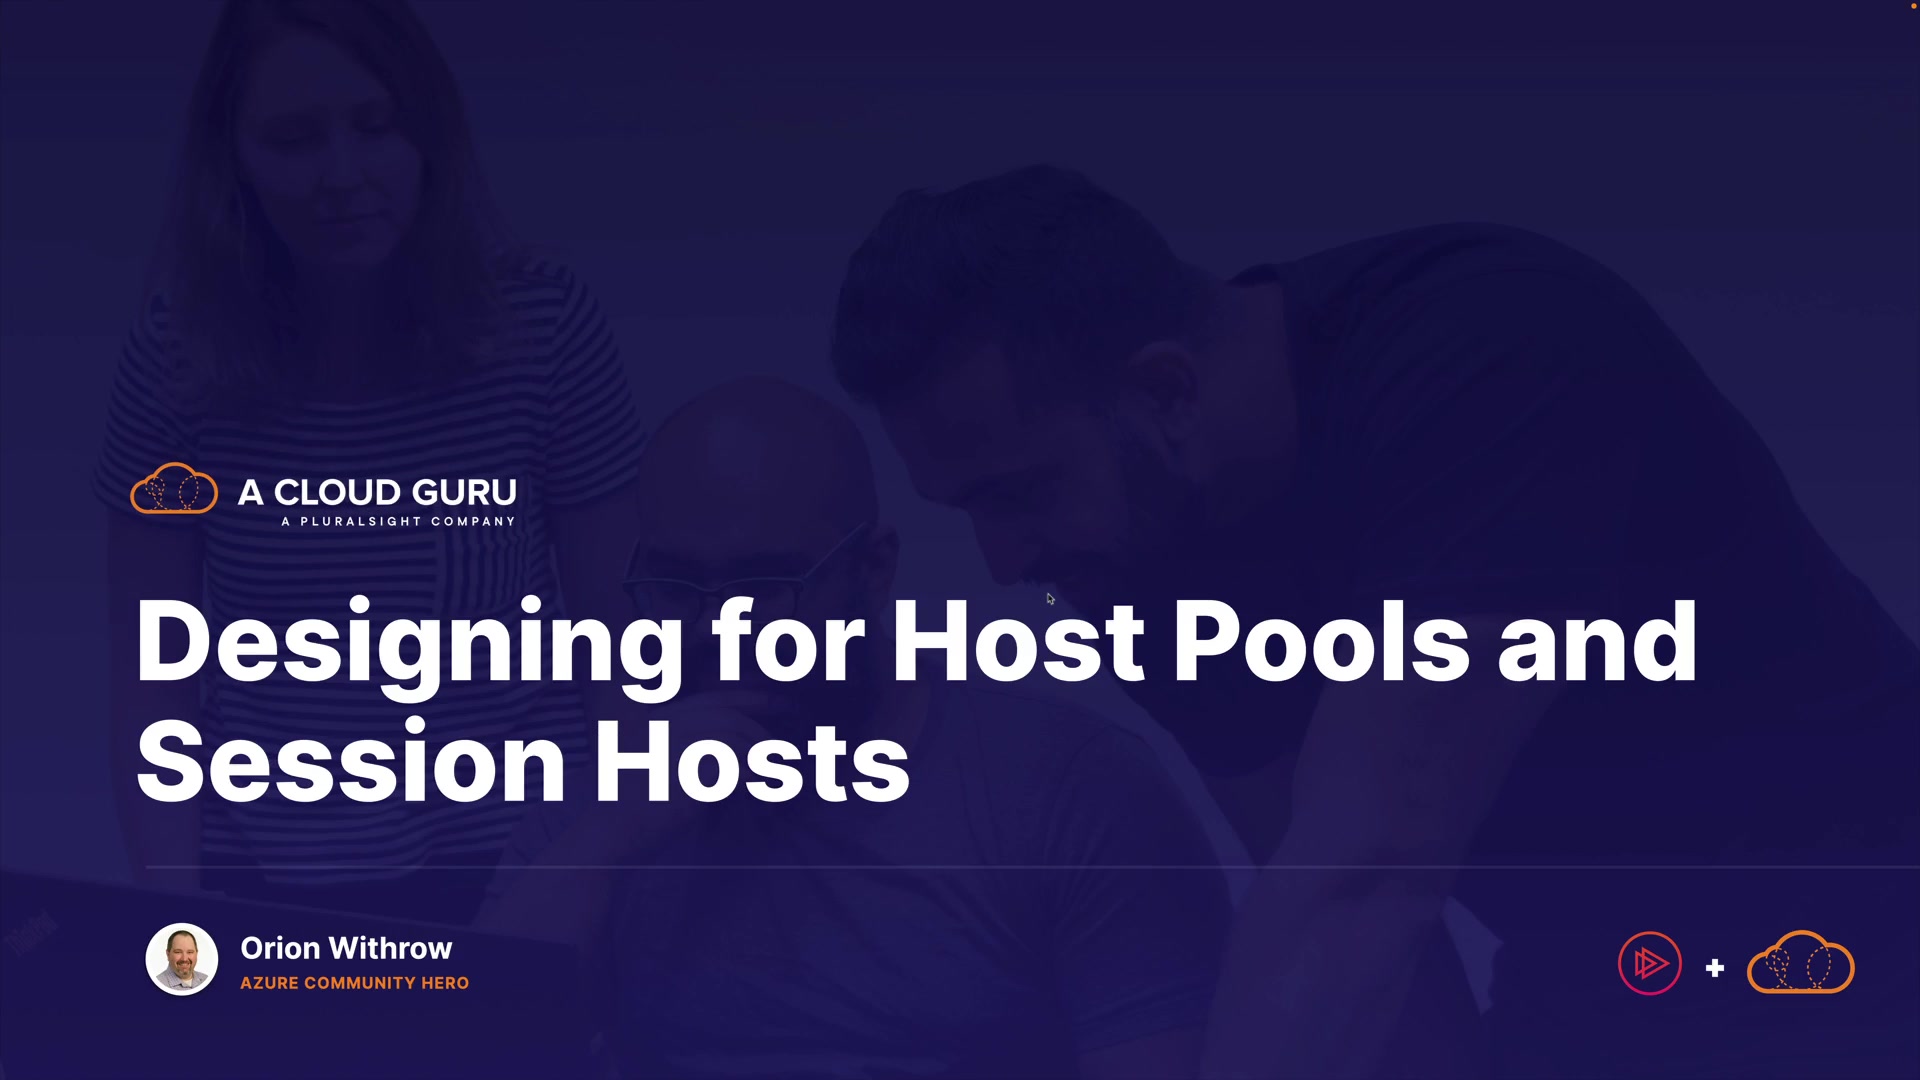 A CLOUD GURU
A PLURALSIGHT COMPANY
Designing for Host Pools and
Session Hosts
Orion Withrow
AZURE COMMUNITY HERO
+